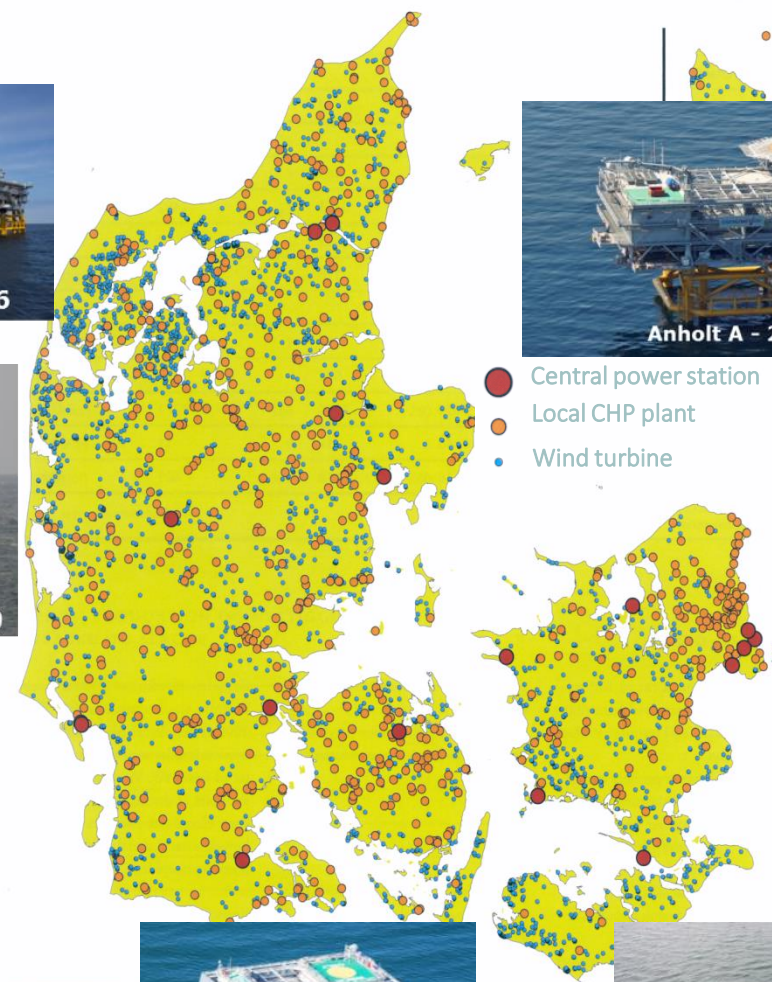 6
Anholt A - 2
Central power station
Local CHP plant
Wind turbine